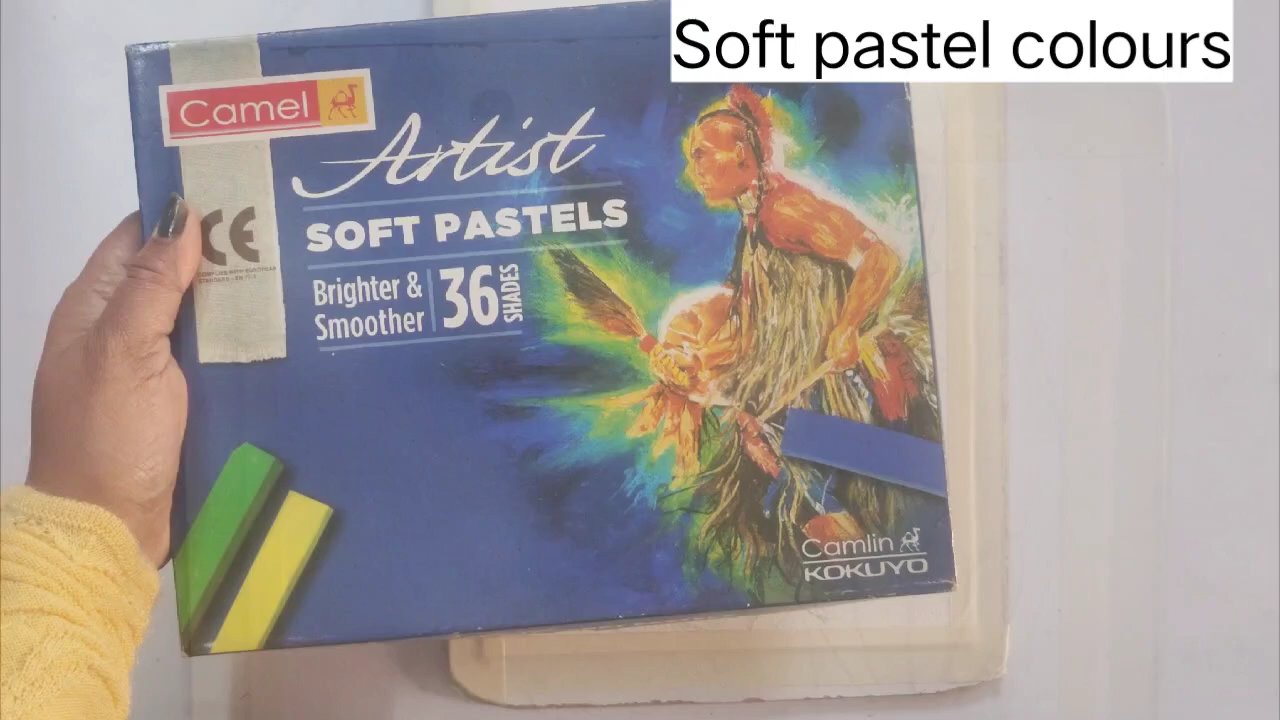 Soft pastel colours
Camel
Artist
SOFT PASTELS
Brighter &
Smoother
36
SHADES
CE
Camlin
KOKUYO